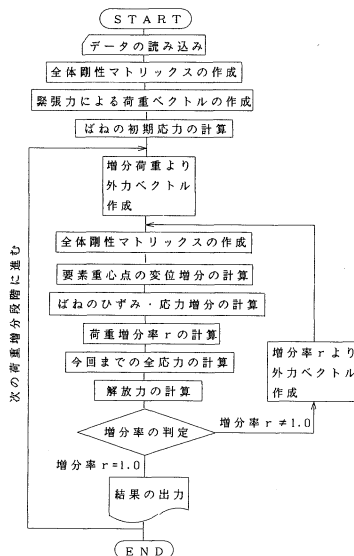 START
データの読み込み
全体剛性マトリックスの作成
緊張力による荷重ベクトルの作成
ばねの初期応力の計算
増分荷重より
外力ベクトル
作成
全体剛性マトリックスの作成
要素重心点の変位増分の計算
ばねのひずみ・応力増分の計算
荷重増分率rの計算
今回までの全応力の計算
解放力の計算
増分率の判定
増分率r≠1.0
増分率rより
外力ベクトル
作成
増分率r=1.0
結果の出力
次の荷重増分段階に進む
END